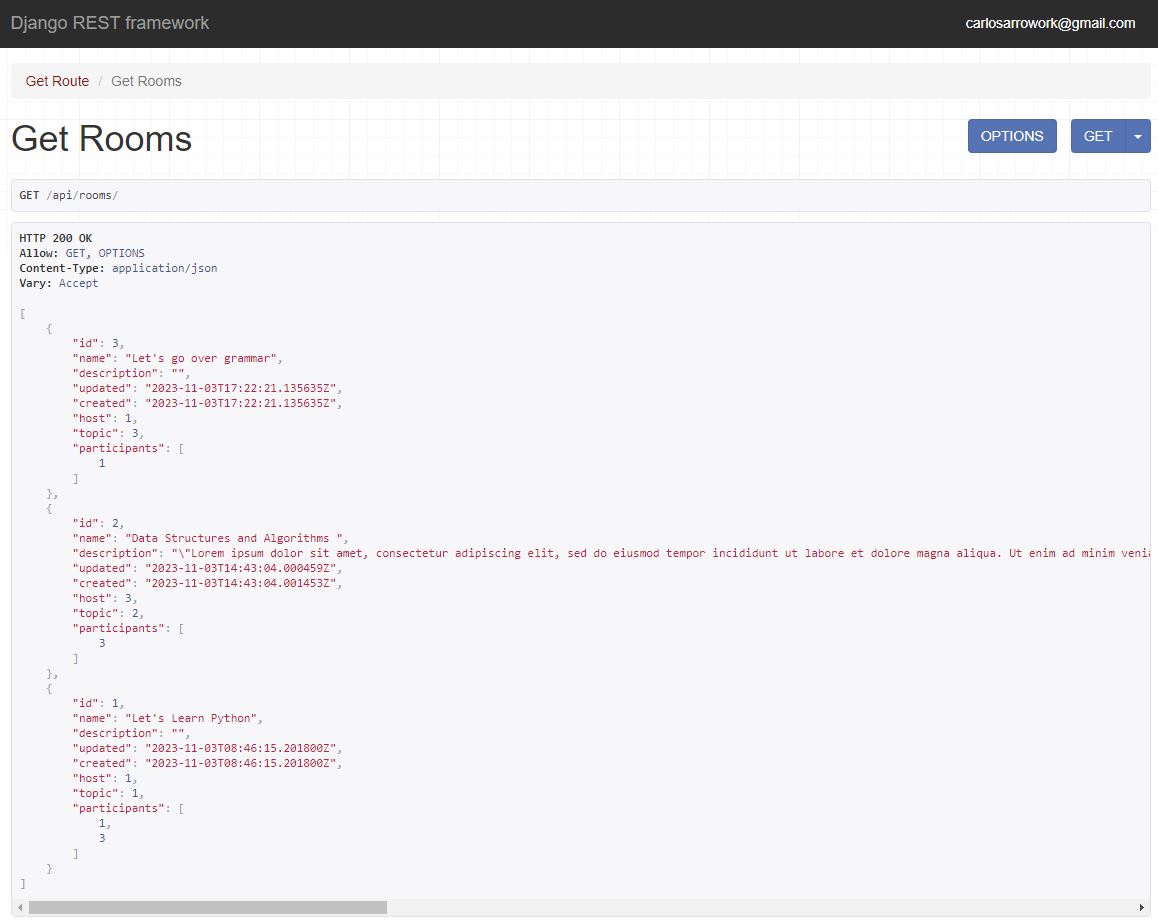 Django REST framework
carlosarrowork@gmail.com
Get Route / Get Rooms
Get Rooms
OPTIONS
GET
GET /api/rooms/
HTTP 200 OK
Allow: GET, OPTIONS
Content-Type: application/json
Vary: Accept
[
    {
        "id": 3,
        "name": "Let's go over grammar",
        "description": "",
        "updated": "2023-11-03T17:22:21.135635Z",
        "created": "2023-11-03T17:22:21.135635Z",
        "host": 1,
        "topic": 3,
        "participants": [
            1
        ]
    },
    {
        "id": 2,
        "name": "Data Structures and Algorithms ",
        "description": "\"Lorem ipsum dolor sit amet, consectetur adipiscing elit, sed do eiusmod tempor incididunt ut labore et dolore magna aliqua. Ut enim ad minim
        "updated": "2023-11-03T14:43:04.000459Z",
        "created": "2023-11-03T14:43:04.001453Z",
        "host": 3,
        "topic": 2,
        "participants": [
            3
        ]
    },
    {
        "id": 1,
        "name": "Let's Learn Python",
        "description": "",
        "updated": "2023-11-03T08:46:15.201800Z",
        "created": "2023-11-03T08:46:15.201800Z",
        "host": 1,
        "topic": 1,
        "participants": [
            1,
            3
        ]
    }
]